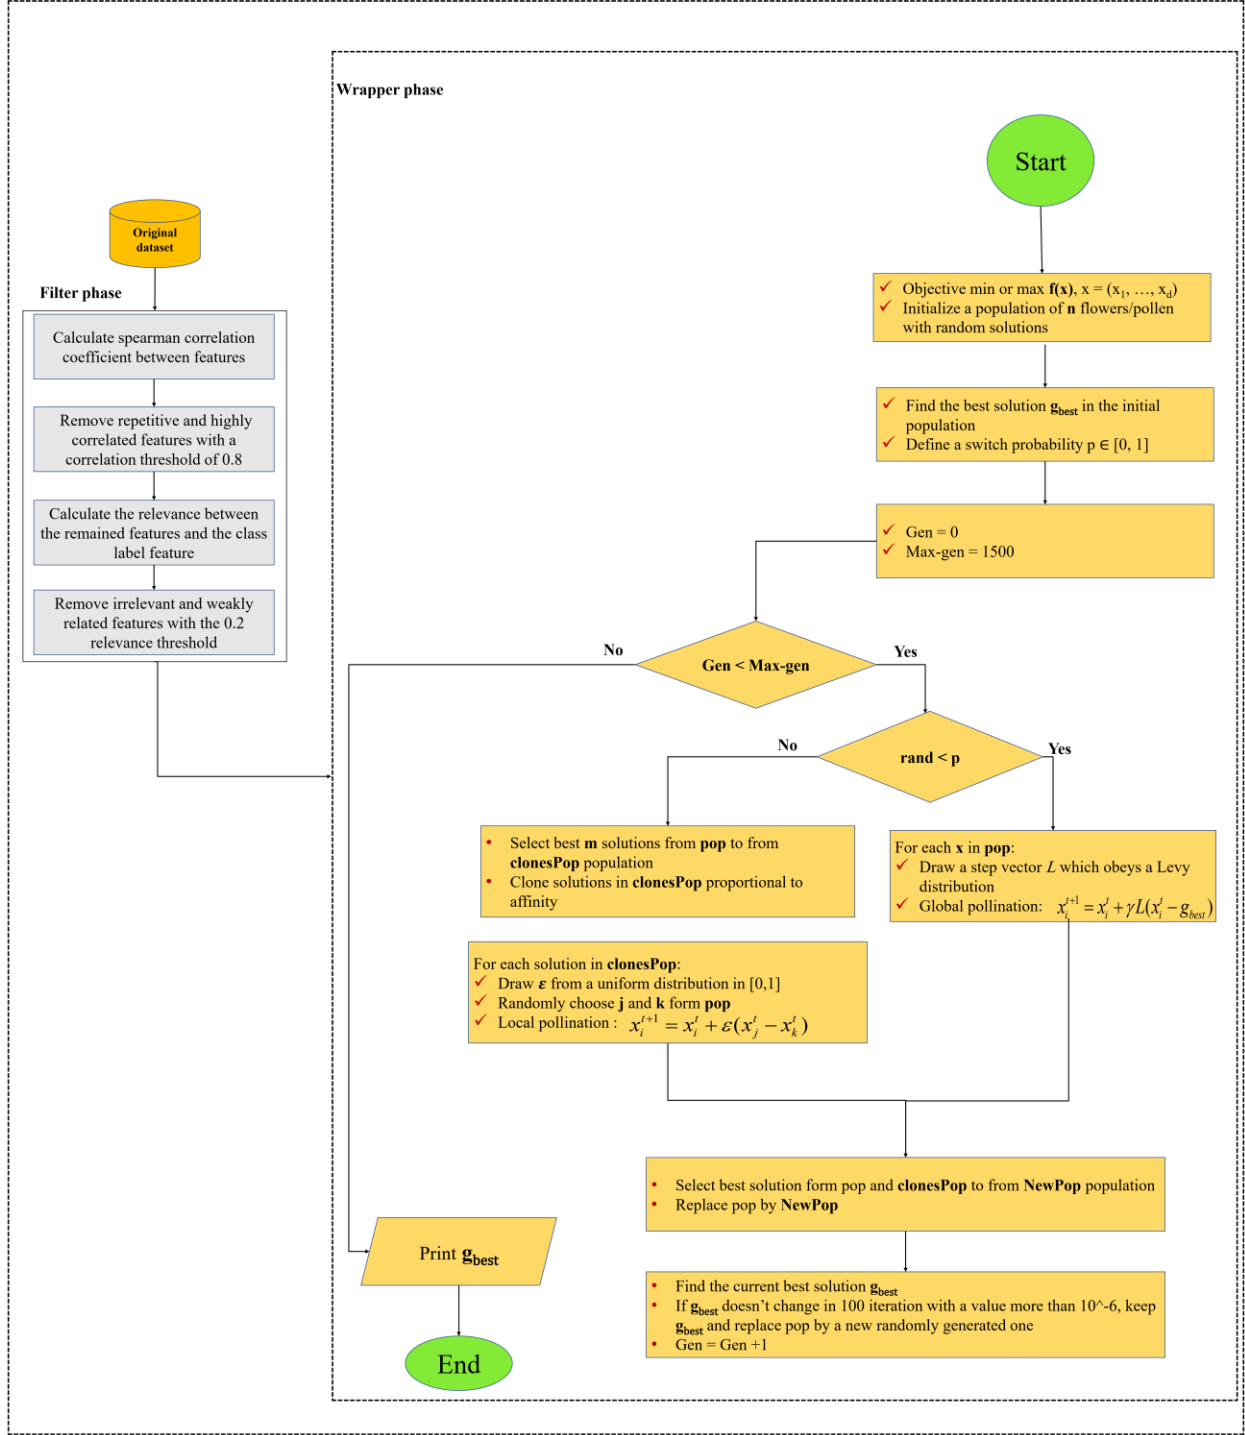 Wrapper phase
Start
Original
dataset
Filter phase
Calculate spearman correlation
coefficient between features
Remove repetitive and highly
correlated features with a
correlation threshold of 0.8
Calculate the relevance between
the remained features and the class
label feature
Remove irrelevant and weakly
related features with the 0.2
relevance threshold
✓ Objective min or max f(x), x = (x₁, …, x_d)
✓ Initialize a population of n flowers/pollen
with random solutions
✓ Find the best solution g_best in the initial
population
✓ Define a switch probability p ∈ [0, 1]
✓ Gen = 0
✓ Max-gen = 1500
Gen < Max-gen
No
Yes
rand < p
No
Yes
• Select best m solutions from pop to from
clonesPop population
• Clone solutions in clonesPop proportional to
affinity
For each x in pop:
✓ Draw a step vector L which obeys a Levy
distribution
✓ Global pollination: x_i^{t+1} = x_i^t + γL(x_i^t − g_best)
For each solution in clonesPop:
✓ Draw ε from a uniform distribution in [0,1]
✓ Randomly choose j and k form pop
✓ Local pollination : x_i^{t+1} = x_i^t + ε(x_j^t − x_k^t)
• Select best solution form pop and clonesPop to from NewPop population
• Replace pop by NewPop
• Find the current best solution g_best
• If g_best doesn’t change in 100 iteration with a value more than 10^-6, keep
g_best and replace pop by a new randomly generated one
• Gen = Gen +1
Print g_best
End